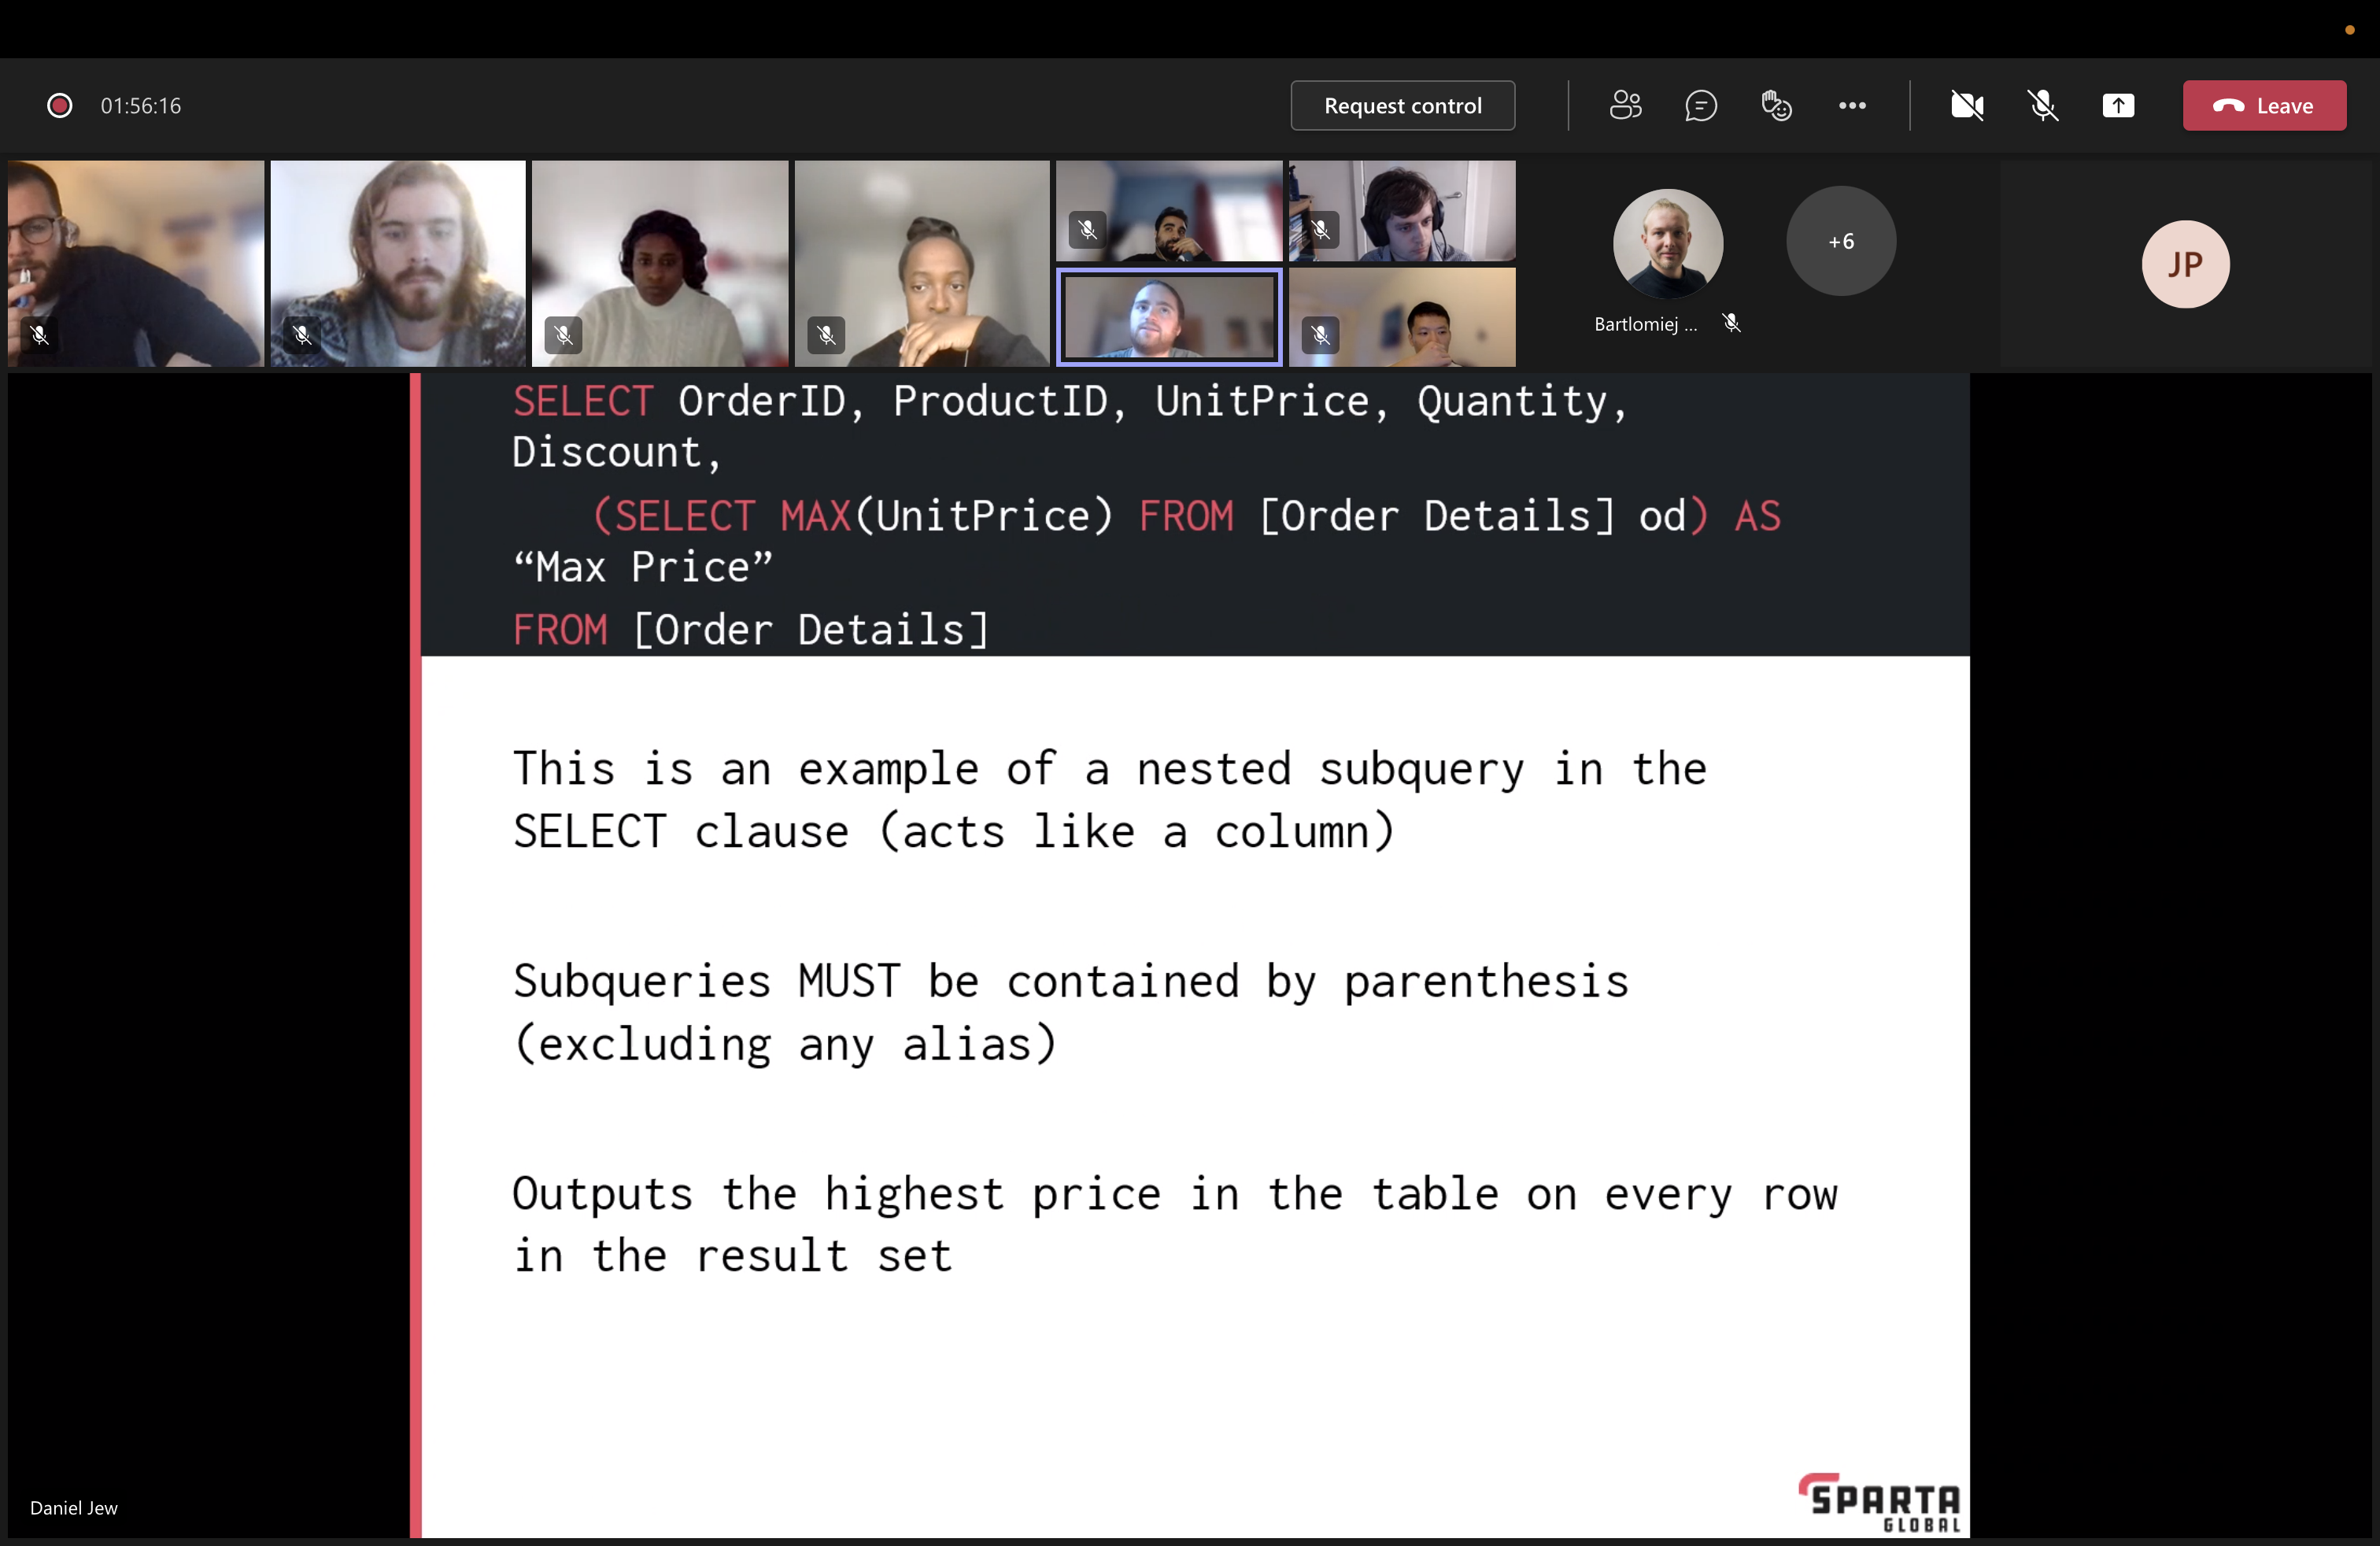 01:56:16
Request control
Leave
Bartlomiej ...
+6
JP
SELECT OrderID, ProductID, UnitPrice, Quantity,
Discount,
(SELECT MAX(UnitPrice) FROM [Order Details] od) AS
“Max Price”
FROM [Order Details]
This is an example of a nested subquery in the
SELECT clause (acts like a column)
Subqueries MUST be contained by parenthesis
(excluding any alias)
Outputs the highest price in the table on every row
in the result set
Daniel Jew
SPARTA
GLOBAL